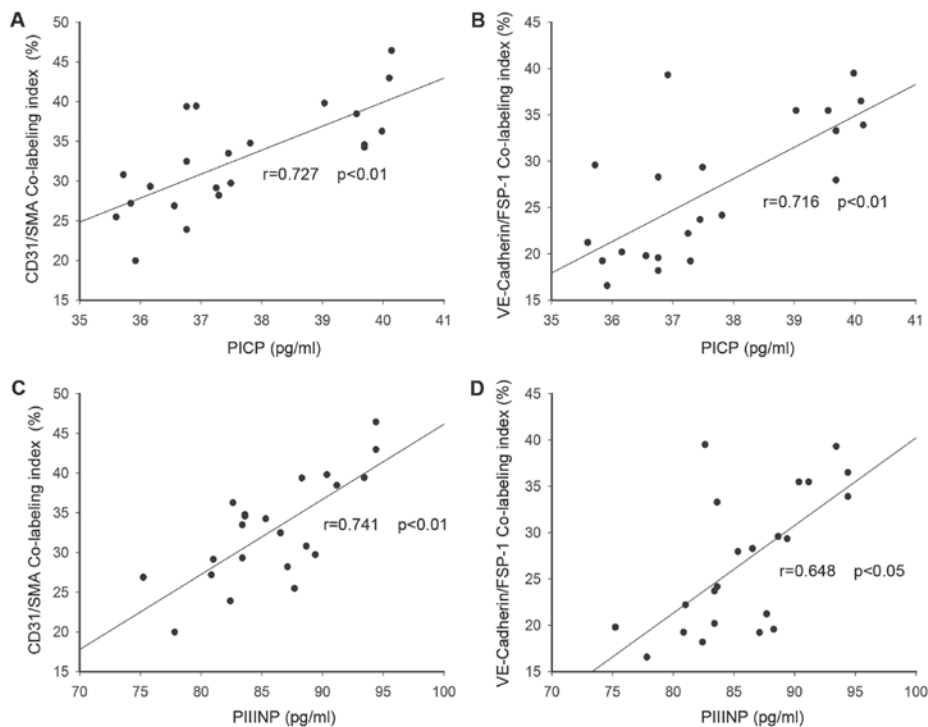 A
CD31/SMA Co-labeling index (%)
50
45
40
35
30
25
20
15
r=0.727 p<0.01
35 36 37 38 39 40 41
PICP (pg/ml)
B
VE-Cadherin/FSP-1 Co-labeling index (%)
45
40
35
30
25
20
15
r=0.716 p<0.01
35 36 37 38 39 40 41
PICP (pg/ml)
C
CD31/SMA Co-labeling index (%)
50
45
40
35
30
25
20
15
r=0.741 p<0.01
70 75 80 85 90 95 100
PIIINP (pg/ml)
D
VE-Cadherin/FSP-1 Co-labeling index (%)
45
40
35
30
25
20
15
r=0.648 p<0.05
70 75 80 85 90 95 100
PIIINP (pg/ml)